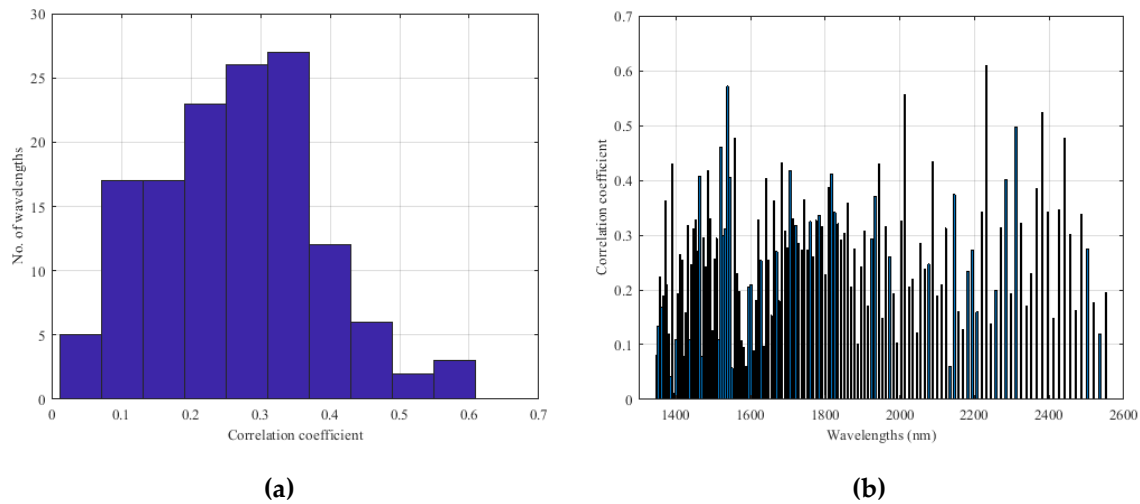 30
25
20
15
10
5
0
No. of wavelengths
0 0.1 0.2 0.3 0.4 0.5 0.6 0.7
Correlation coefficient
(a)
0.7
0.6
0.5
0.4
0.3
0.2
0.1
0
Correlation coefficient
1400 1600 1800 2000 2200 2400 2600
Wavelengths (nm)
(b)